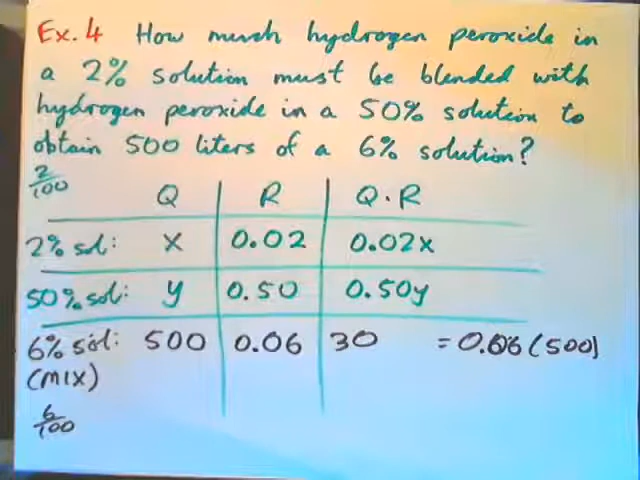 Ex. 4 How much hydrogen peroxide in
a 2% solution must be blended with
hydrogen peroxide in a 50% solution to
obtain 500 liters of a 6% solution?
2/100
Q R Q·R
2% sol: x 0.02 0.02x
50% sol: y 0.50 0.50y
6% sol: 500 0.06 30 = 0.06(500)
(mix)
6/100